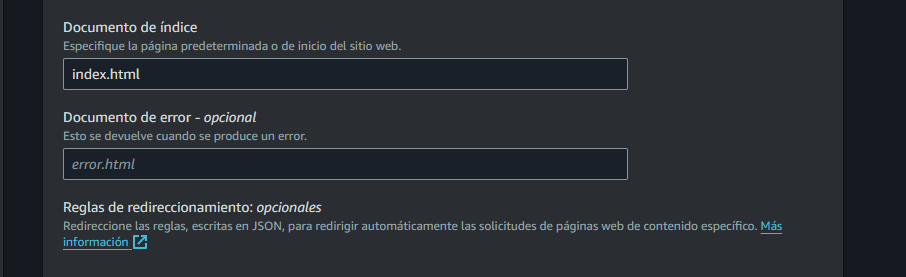 Documento de índice
Especifique la página predeterminada o de inicio del sitio web.
index.html
Documento de error - opcional
Esto se devuelve cuando se produce un error.
error.html
Reglas de redireccionamiento: opcionales
Redireccione las reglas, escritas en JSON, para redirigir automáticamente las solicitudes de páginas web de contenido específico. Más
información